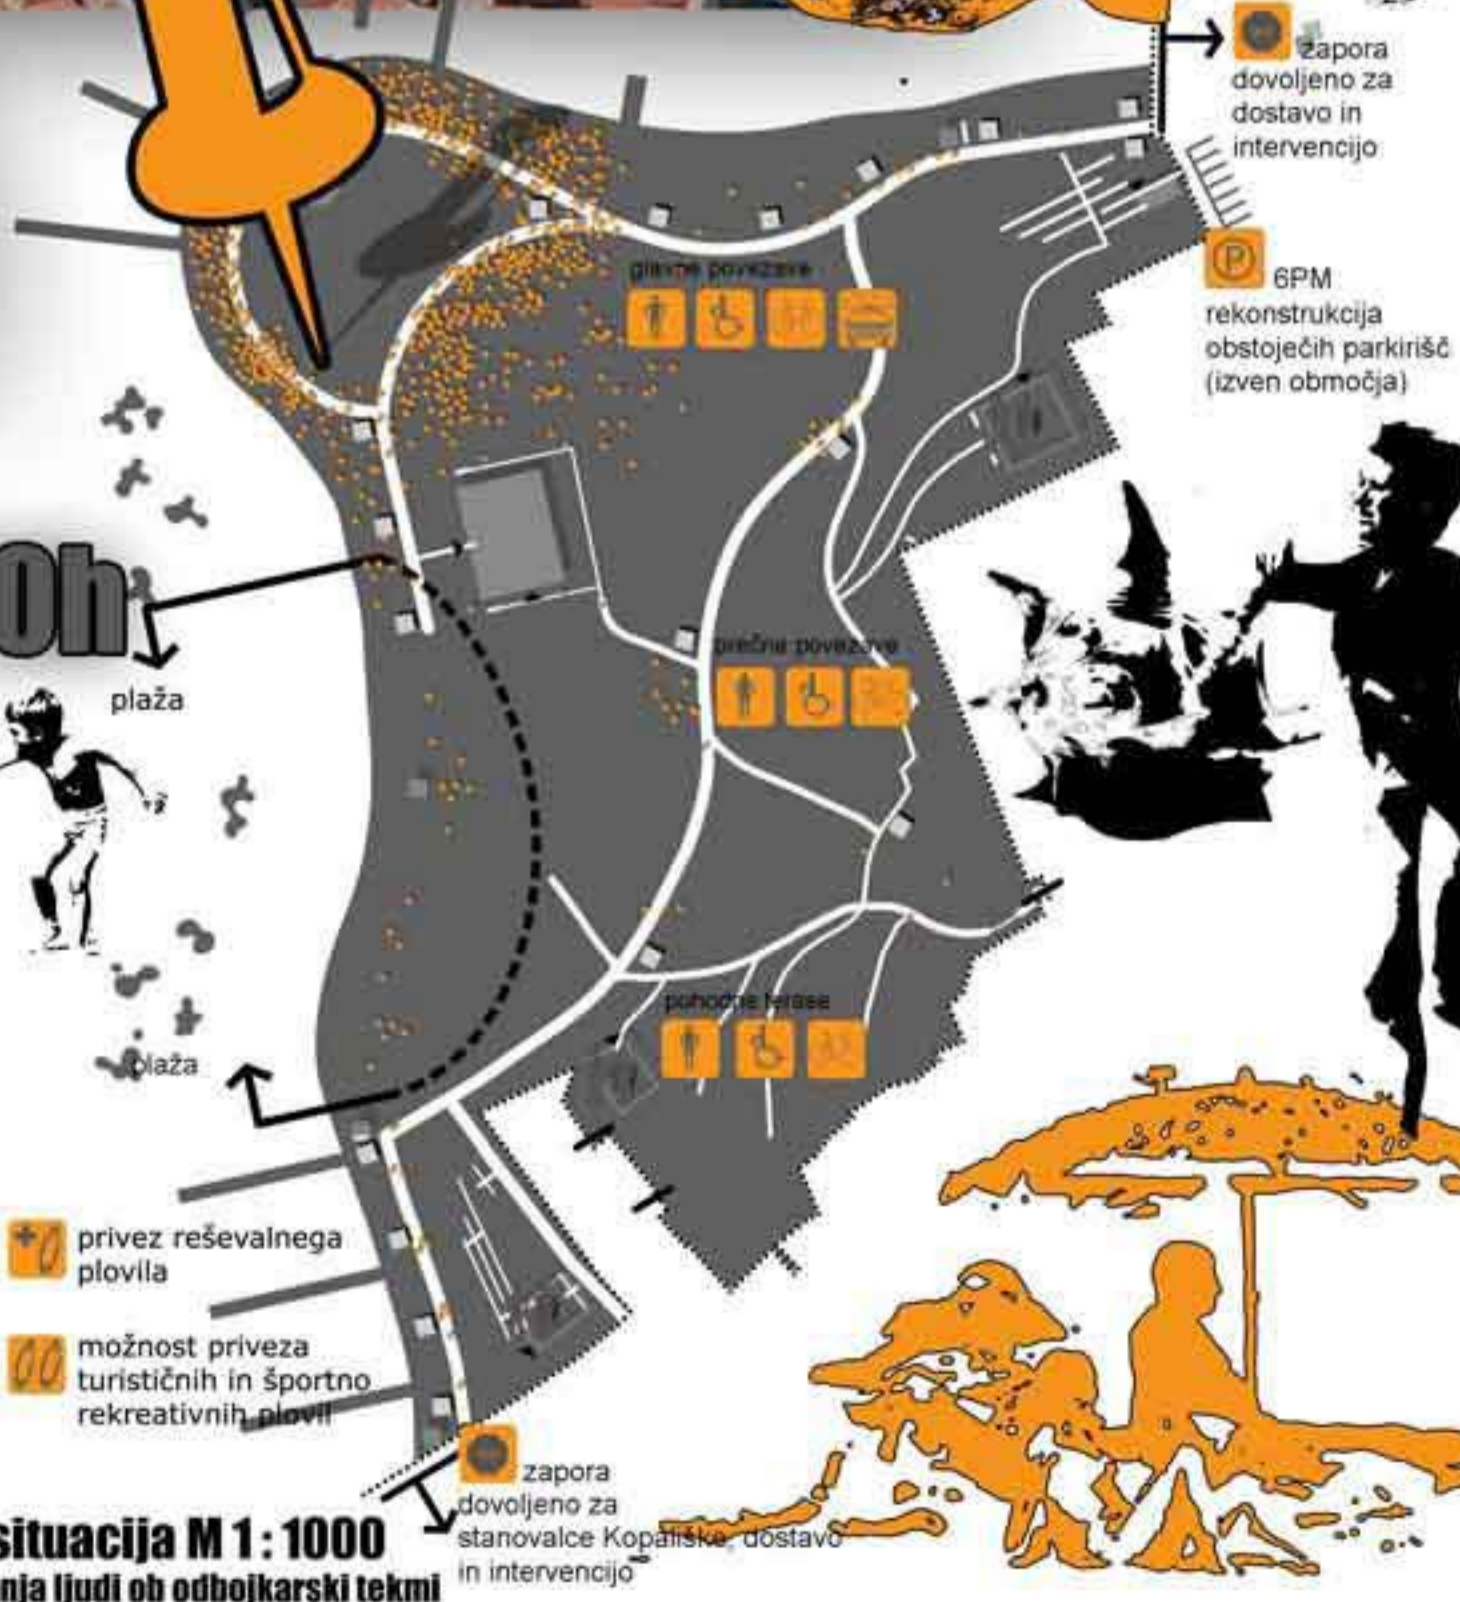 zapora
dovoljeno za
dostavo in
intervencijo
P
6PM
rekonstrukcija
obstoječih parkirišč
(izven območja)
glavne povezave
0h
plaža
prečne povezave
pohodne terase
plaža
privez reševalnega
plovila
možnost priveza
turističnih in športno
rekreativnih plovil
zapora
dovoljeno za
stanovalce Kopališke, dostavo
in intervencijo
situacija M 1 : 1000
nja ljudi ob odbojkarski tekmi